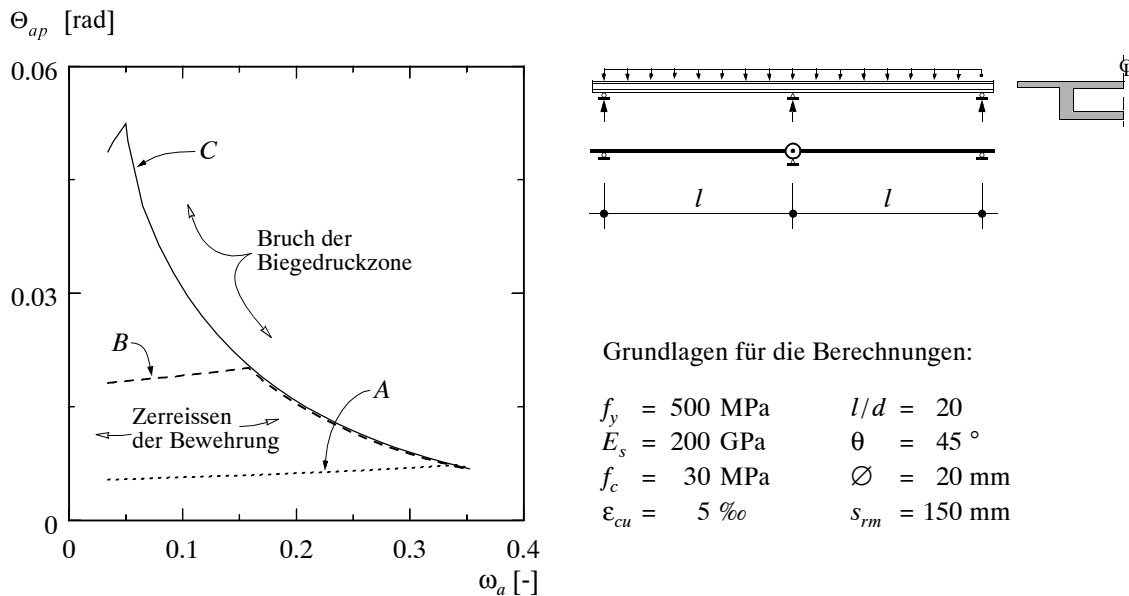 Θap [rad]
0.06
0.03
0
0
0.1
0.2
0.3
0.4
ωa [-]
C
Bruch der
Biegedruckzone
B
A
Zerreissen
der Bewehrung
℄
l
l
Grundlagen für die Berechnungen:
fy = 500 MPa l/d = 20
Es = 200 GPa θ = 45 °
fc = 30 MPa ∅ = 20 mm
εcu = 5 ‰ srm = 150 mm